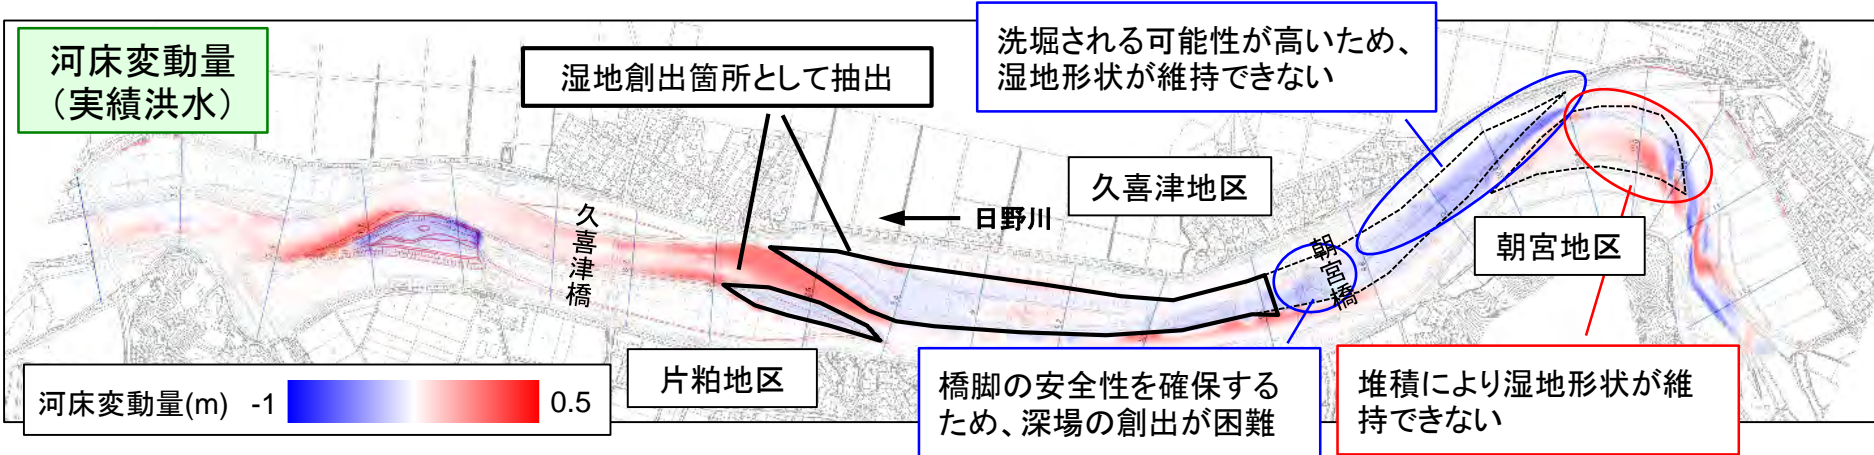 河床変動量
（実績洪水）
湿地創出箇所として抽出
洗堀される可能性が高いため、
湿地形状が維持できない
久喜津地区
日野川
久喜津橋
朝宮橋
朝宮地区
片粕地区
橋脚の安全性を確保する
ため、深場の創出が困難
堆積により湿地形状が維
持できない
河床変動量(m) -1 0.5